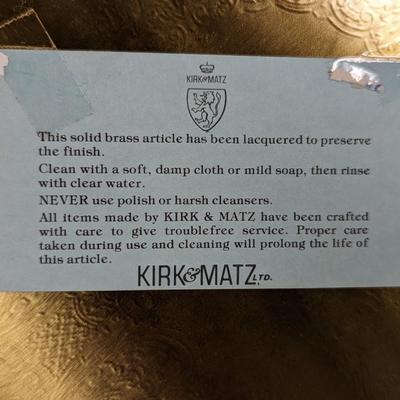 KIRK&MATZ
This solid brass article has been lacquered to preserve
the finish.
Clean with a soft, damp cloth or mild soap, then rinse
with clear water.
NEVER use polish or harsh cleansers.
All items made by KIRK & MATZ have been crafted
with care to give troublefree service. Proper care
taken during use and cleaning will prolong the life of
this article.
KIRK&MATZ LTD.